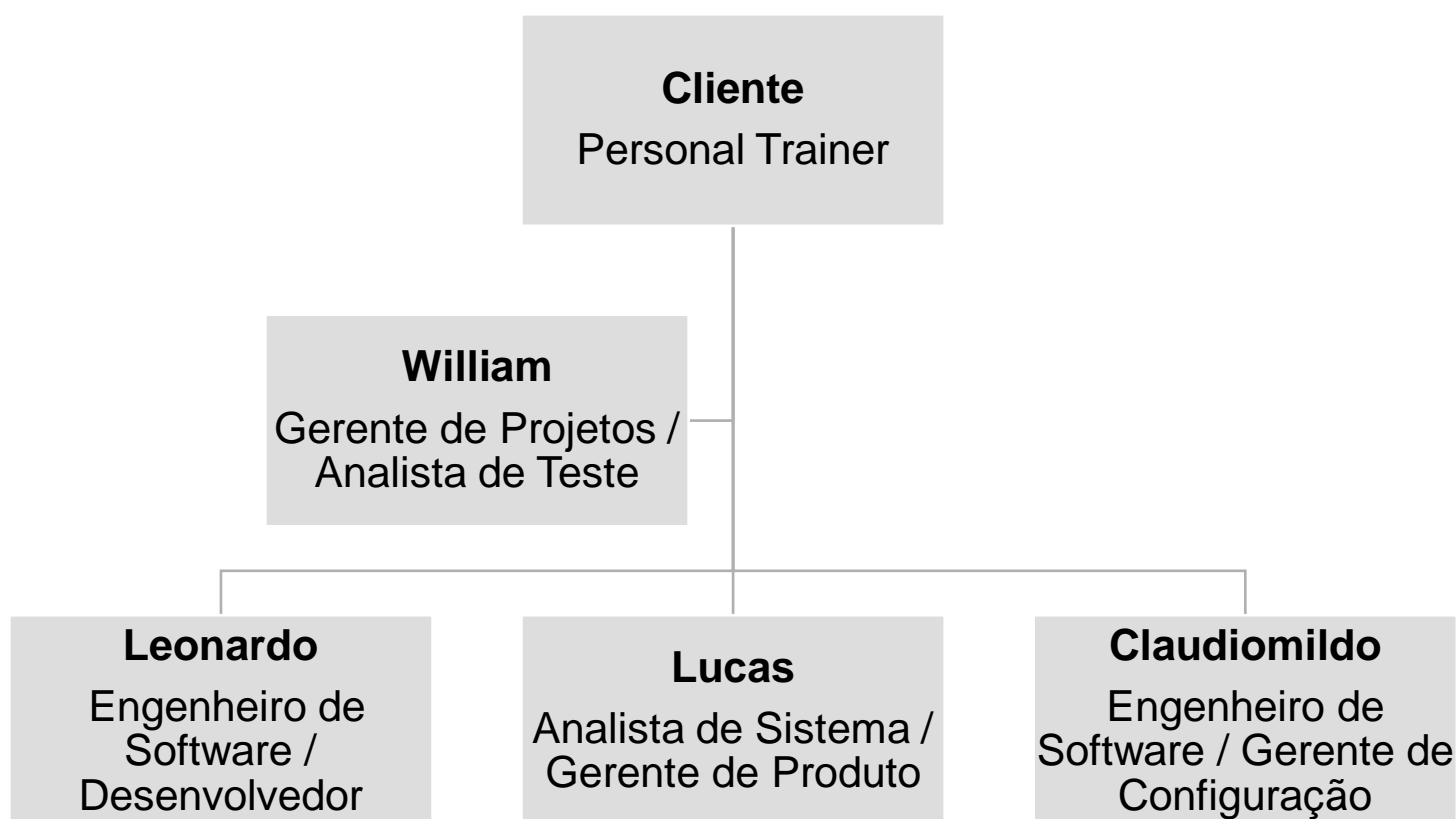 Cliente
Personal Trainer
William
Gerente de Projetos /
Analista de Teste
Leonardo
Engenheiro de
Software /
Desenvolvedor
Lucas
Analista de Sistema /
Gerente de Produto
Claudiomildo
Engenheiro de
Software / Gerente de
Configuração